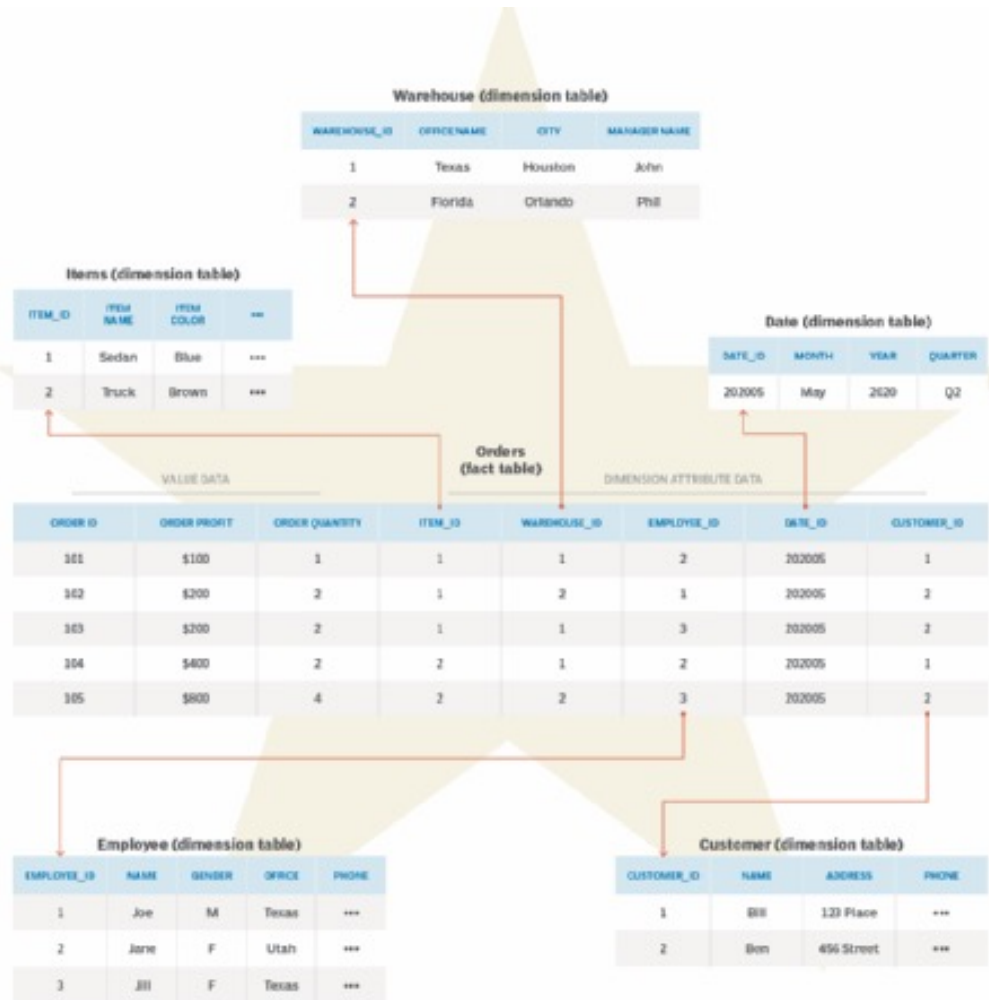 Warehouse (dimension table)
WAREHOUSE_ID OFFICE NAME CITY MANAGER NAME
1 Texas Houston John
2 Florida Orlando Phill
Items (dimension table)
ITEM_ID ITEM NAME ITEM COLOR •••
1 Sedan Blue •••
2 Truck Brown •••
Date (dimension table)
DATE_ID MONTH YEAR QUARTER
202005 May 2020 Q2
Orders
(fact table)
VALUE DATA DIMENSION ATTRIBUTE DATA
ORDER ID ORDER PROFIT ORDER QUANTITY ITEM_ID WAREHOUSE_ID EMPLOYEE_ID DATE_ID CUSTOMER_ID
101 $100 1 1 1 2 202005 1
102 $200 2 1 2 1 202005 2
103 $200 2 1 1 3 202005 2
104 $400 2 2 1 2 202005 1
105 $800 4 2 2 3 202005 2
Employee (dimension table)
EMPLOYEE_ID NAME GENDER OFFICE PHONE
1 Joe M Texas •••
2 Jane F Utah •••
3 Jill F Texas •••
Customer (dimension table)
CUSTOMER_ID NAME ADDRESS PHONE
1 Bill 123 Place •••
2 Ben 456 Street •••